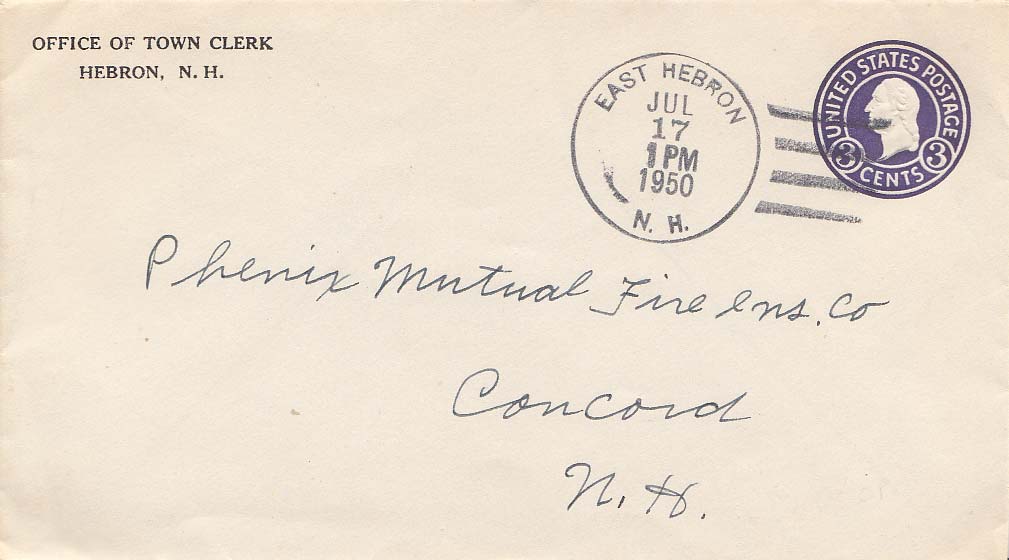 OFFICE OF TOWN CLERK
HEBRON, N. H.
EAST HEBRON
JUL
17
1 PM
1950
N. H.
UNITED STATES POSTAGE
3 3
CENTS
Phenix Mutual Fire Ins. Co
Concord
N. H.